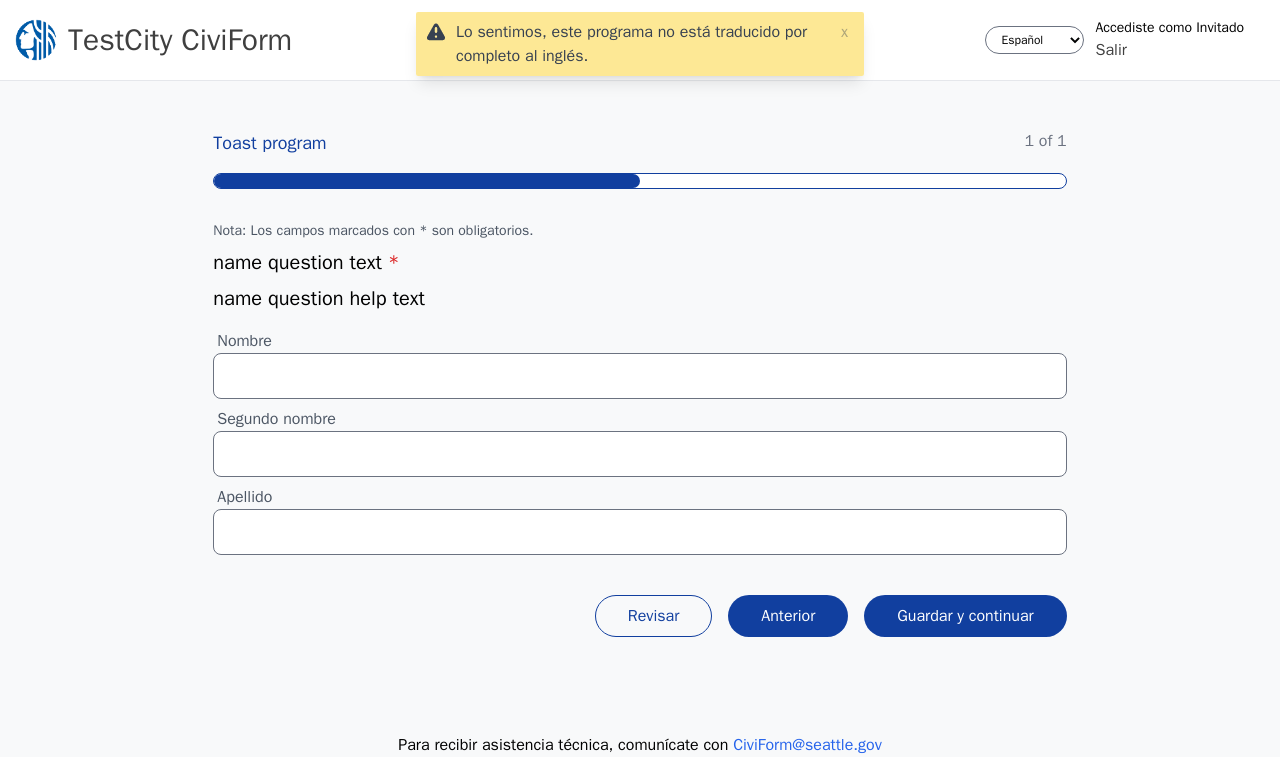 TestCity CiviForm
Lo sentimos, este programa no está traducido por
completo al inglés.
x
Español
Accediste como Invitado
Salir
Toast program
1 of 1
Nota: Los campos marcados con * son obligatorios.
name question text *
name question help text
Nombre
Segundo nombre
Apellido
Revisar
Anterior
Guardar y continuar
Para recibir asistencia técnica, comunícate con CiviForm@seattle.gov